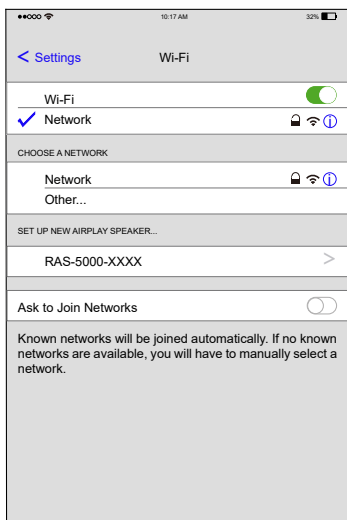 10:17 AM 32%
< Settings Wi-Fi
Wi-Fi
Network
CHOOSE A NETWORK
Network
Other...
SET UP NEW AIRPLAY SPEAKER...
RAS-5000-XXXX >
Ask to Join Networks
Known networks will be joined automatically. If no known
networks are available, you will have to manually select a
network.